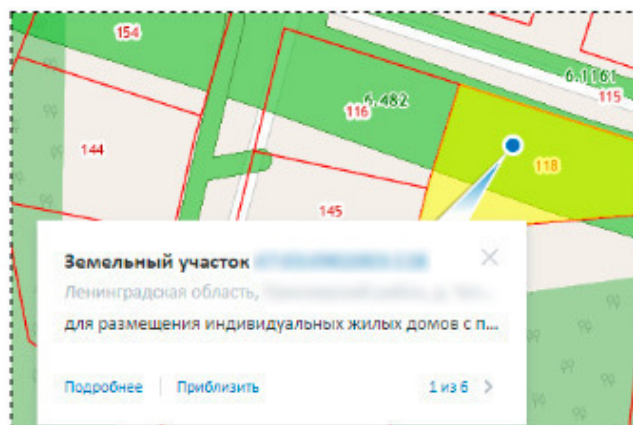 154
6.1161
115
6.482
116
144
118
145
Земельный участок
Ленинградская область,
для размещения индивидуальных жилых домов с п...
Подробнее Приблизить 1 из 6